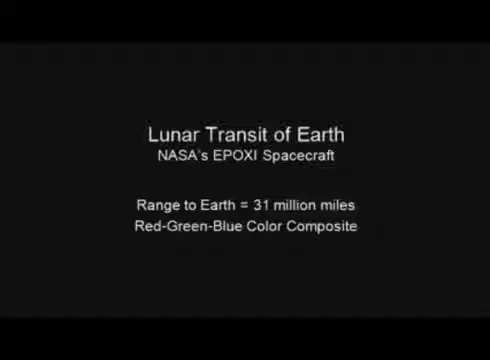 Lunar Transit of Earth
NASA's EPOXI Spacecraft
Range to Earth = 31 million miles
Red-Green-Blue Color Composite